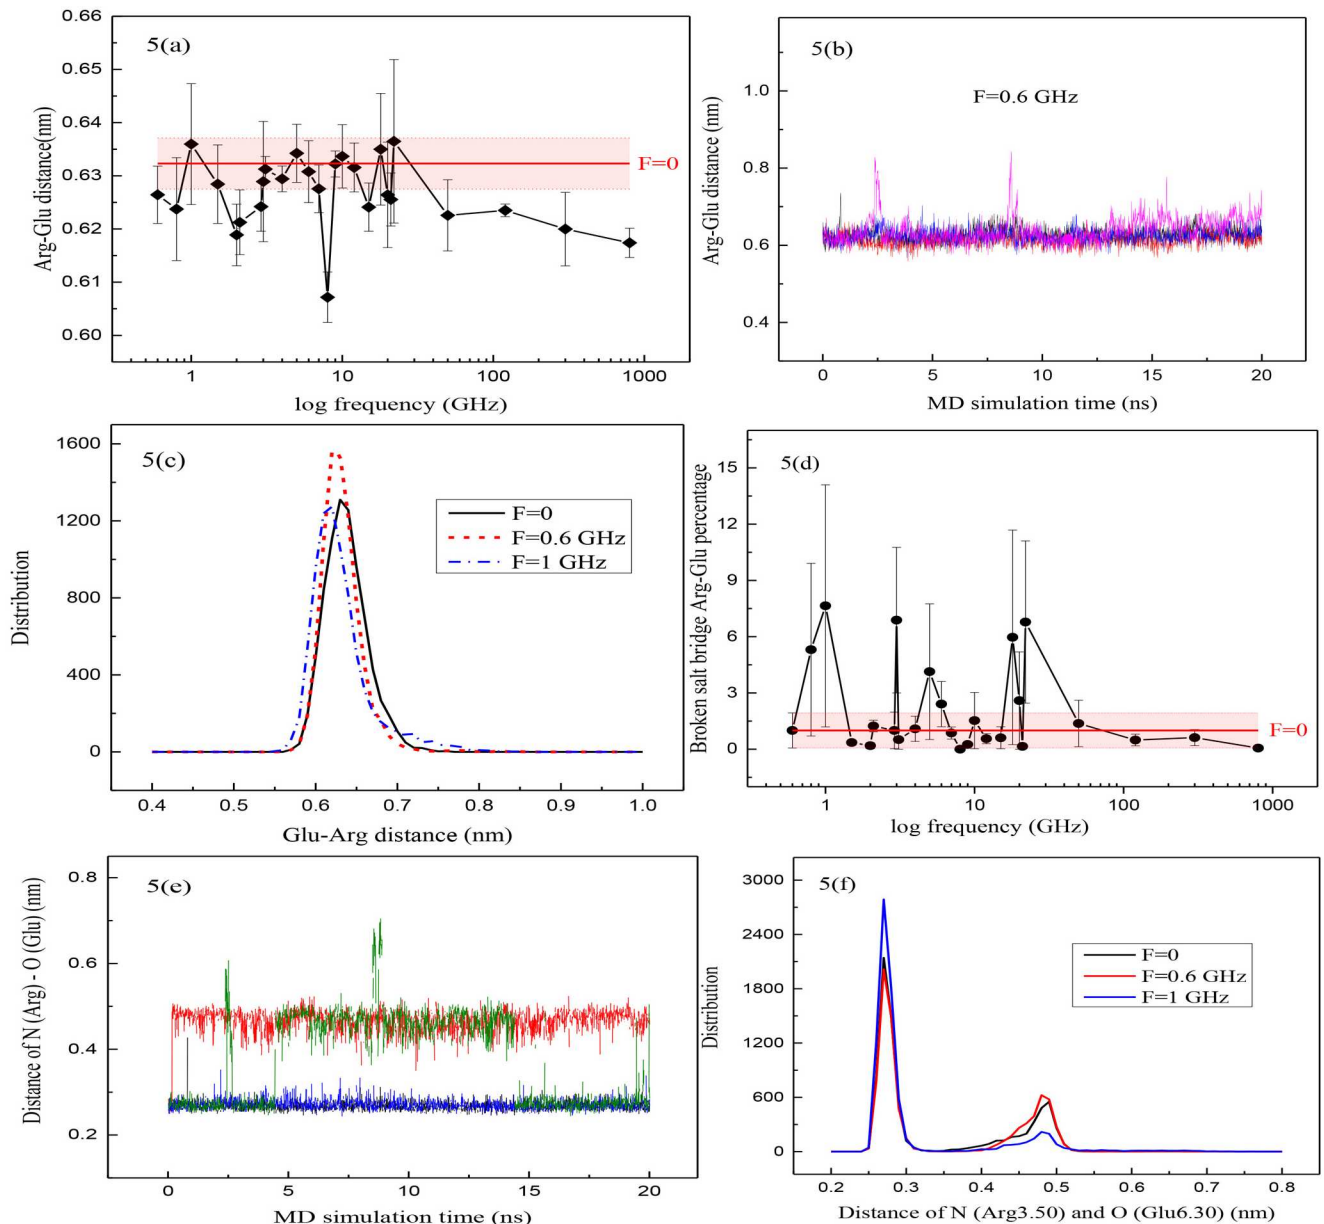 0.66
0.65
0.64
0.63
0.62
0.61
0.60
5(a)
F=0
Arg-Glu distance(nm)
1
10
100
1000
log frequency (GHz)
1.0
0.8
0.6
0.4
5(b)
F=0.6 GHz
Arg-Glu distance (nm)
0
5
10
15
20
MD simulation time (ns)
1600
1200
800
400
0
5(c)
F=0
F=0.6 GHz
F=1 GHz
Distribution
0.4
0.5
0.6
0.7
0.8
0.9
1.0
Glu-Arg distance (nm)
15
12
9
6
3
0
5(d)
F=0
Broken salt bridge Arg-Glu percentage
1
10
100
1000
log frequency (GHz)
0.8
0.6
0.4
0.2
5(e)
Distance of N (Arg) - O (Glu) (nm)
0
5
10
15
20
MD simulation time (ns)
3000
2400
1800
1200
600
0
5(f)
F=0
F=0.6 GHz
F=1 GHz
Distribution
0.2
0.3
0.4
0.5
0.6
0.7
0.8
Distance of N (Arg3.50) and O (Glu6.30) (nm)